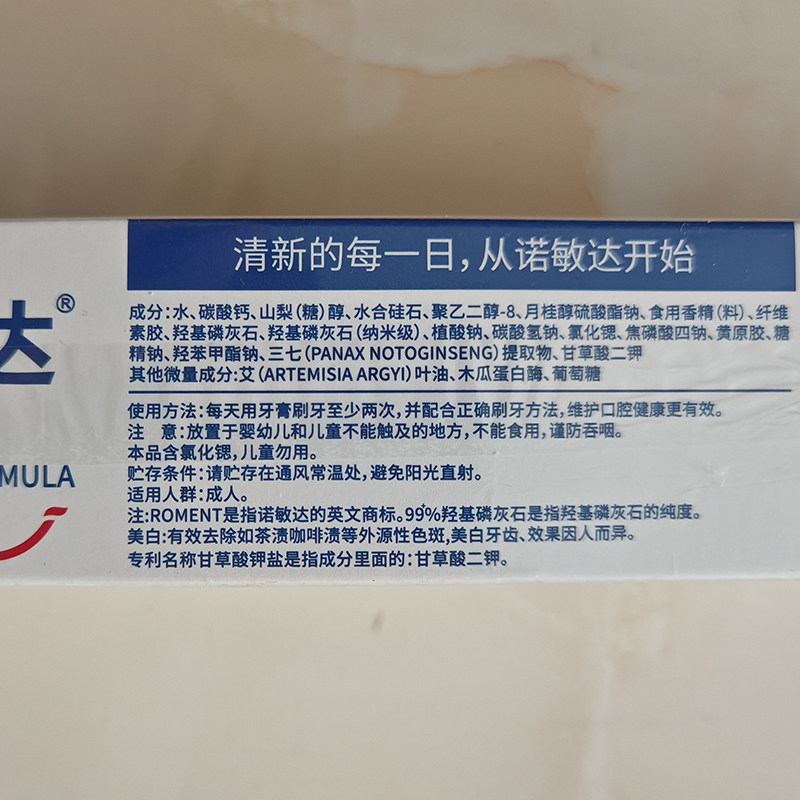 清新的每一日,从诺敏达开始
达®
MULA
成分:水、碳酸钙、山梨(糖)醇、水合硅石、聚乙二醇-8、月桂醇硫酸酯钠、食用香精(料)、纤维
素胶、羟基磷灰石、羟基磷灰石(纳米级)、植酸钠、碳酸氢钠、氯化锶、焦磷酸四钠、黄原胶、糖
精钠、羟苯甲酯钠、三七(PANAX NOTOGINSENG)提取物、甘草酸二钾
其他微量成分:艾(ARTEMISIA ARGYI)叶油、木瓜蛋白酶、葡萄糖
使用方法:每天用牙膏刷牙至少两次,并配合正确刷牙方法,维护口腔健康更有效。
注 意:放置于婴幼儿和儿童不能触及的地方,不能食用,谨防吞咽。
本品含氯化锶,儿童勿用。
贮存条件:请贮存在通风常温处,避免阳光直射。
适用人群:成人。
注:ROMENT是指诺敏达的英文商标。99%羟基磷灰石是指羟基磷灰石的纯度。
美白:有效去除如茶渍咖啡渍等外源性色斑,美白牙齿、效果因人而异。
专利名称甘草酸钾盐是指成分里面的:甘草酸二钾。